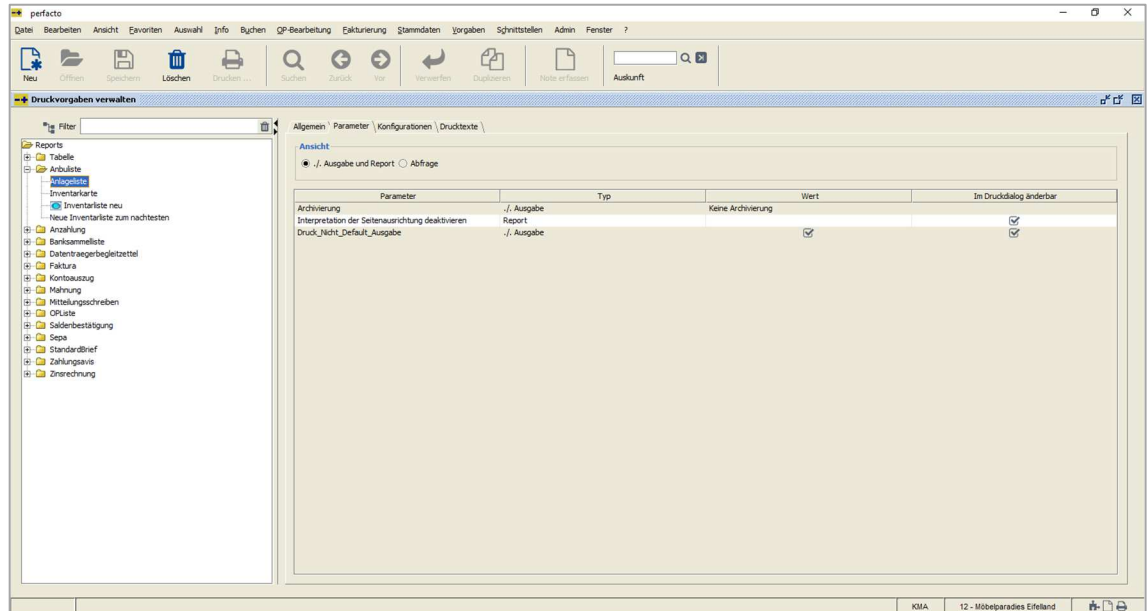 perfacto
Datei Bearbeiten Ansicht Favoriten Auswahl Info Buchen OP-Bearbeitung Fakturierung Stammdaten Vorgaben Schnittstellen Admin Fenster ?
Neu Öffnen Speichern Löschen Drucken ... Suchen Zurück Vor Verwerfen Duplizieren Note erfassen Auskunft
Druckvorgaben verwalten
Filter
Allgemein Parameter Konfigurationen Drucktexte
Reports
Tabelle
Anbuliste
Anlageliste
Inventarkarte
Inventarliste neu
Neue Inventarliste zum nachtesten
Anzahlung
Banksammelliste
Datentraegerbegleitzettel
Faktura
Kontoauszug
Mahnung
Mitteilungsschreiben
OPListe
Saldenbestätigung
Sepa
StandardBrief
Zahlungsavis
Zinsrechnung
Ansicht
./. Ausgabe und Report Abfrage
Parameter Typ Wert Im Druckdialog änderbar
Archivierung ./. Ausgabe Keine Archivierung
Interpretation der Seitenausrichtung deaktivieren Report
Druck_Nicht_Default_Ausgabe ./. Ausgabe
KMA 12 - Möbelparadies Eifelland